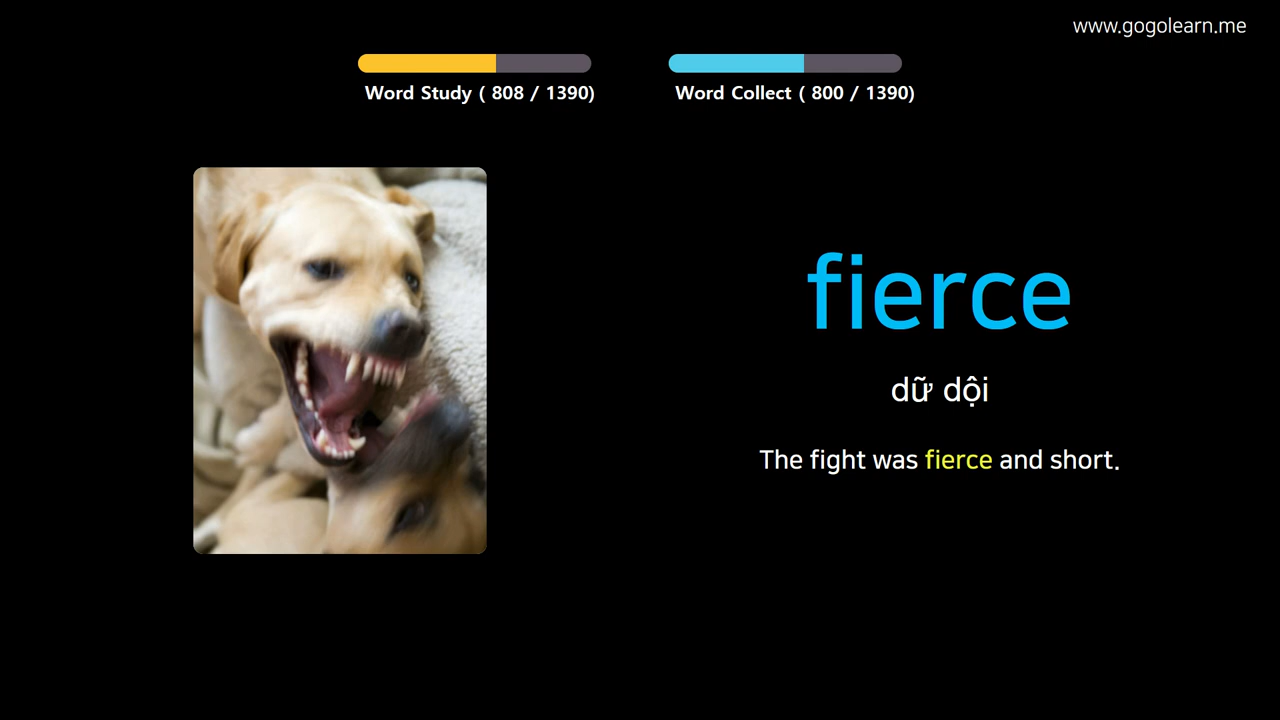 www.gogolearn.me
Word Study ( 808 / 1390)
Word Collect ( 800 / 1390)
fierce
dữ dội
The fight was fierce and short.